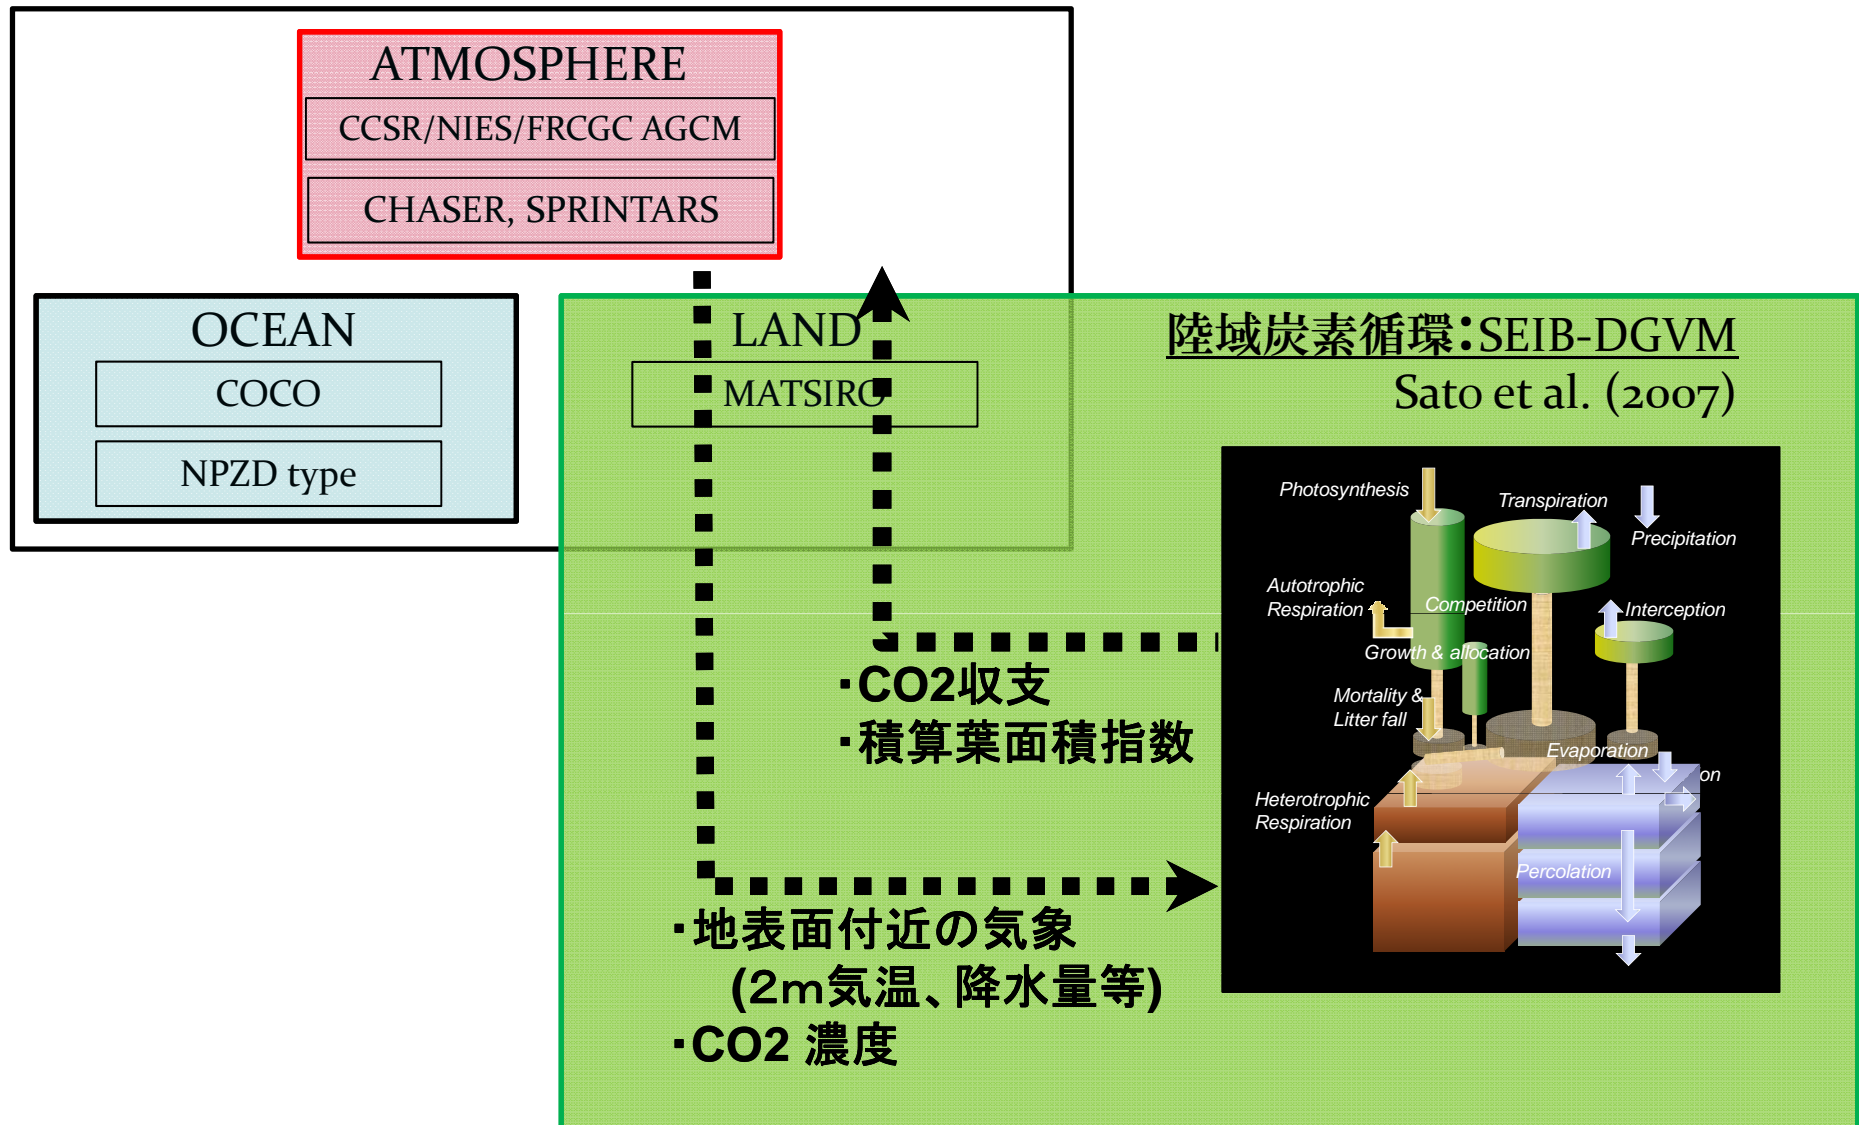 ATMOSPHERE
CCSR/NIES/FRCGC AGCM
CHASER, SPRINTARS
OCEAN
COCO
NPZD type
LAND
MATSIRO
陸域炭素循環:SEIB-DGVM
Sato et al. (2007)
Photosynthesis
Transpiration
Precipitation
Autotrophic
Respiration
Competition
Interception
Growth & allocation
Mortality &
Litter fall
Evaporation
on
Heterotrophic
Respiration
Percolation
・CO2収支
・積算葉面積指数
・地表面付近の気象
(2m気温、降水量等)
・CO2 濃度